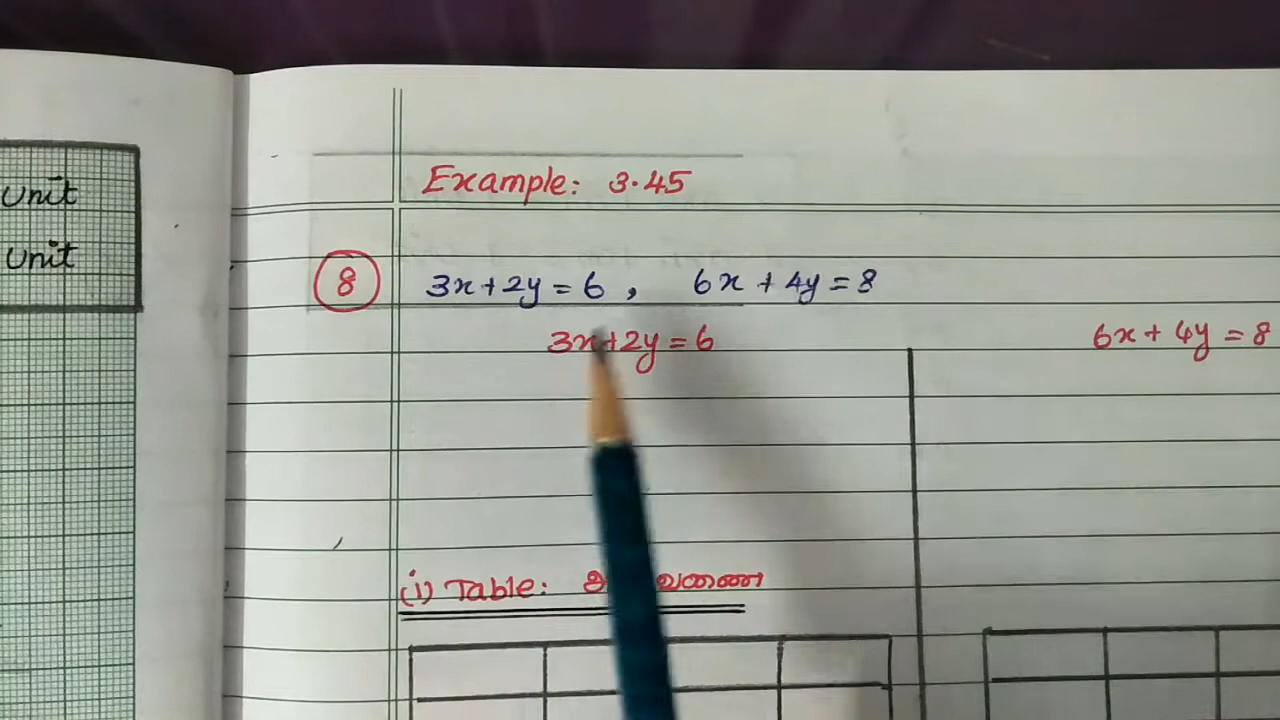 Unit
Unit
Example: 3.45
8 3x+2y=6, 6x+4y=8
3x+2y=6 6x+4y=8
(i) Table: